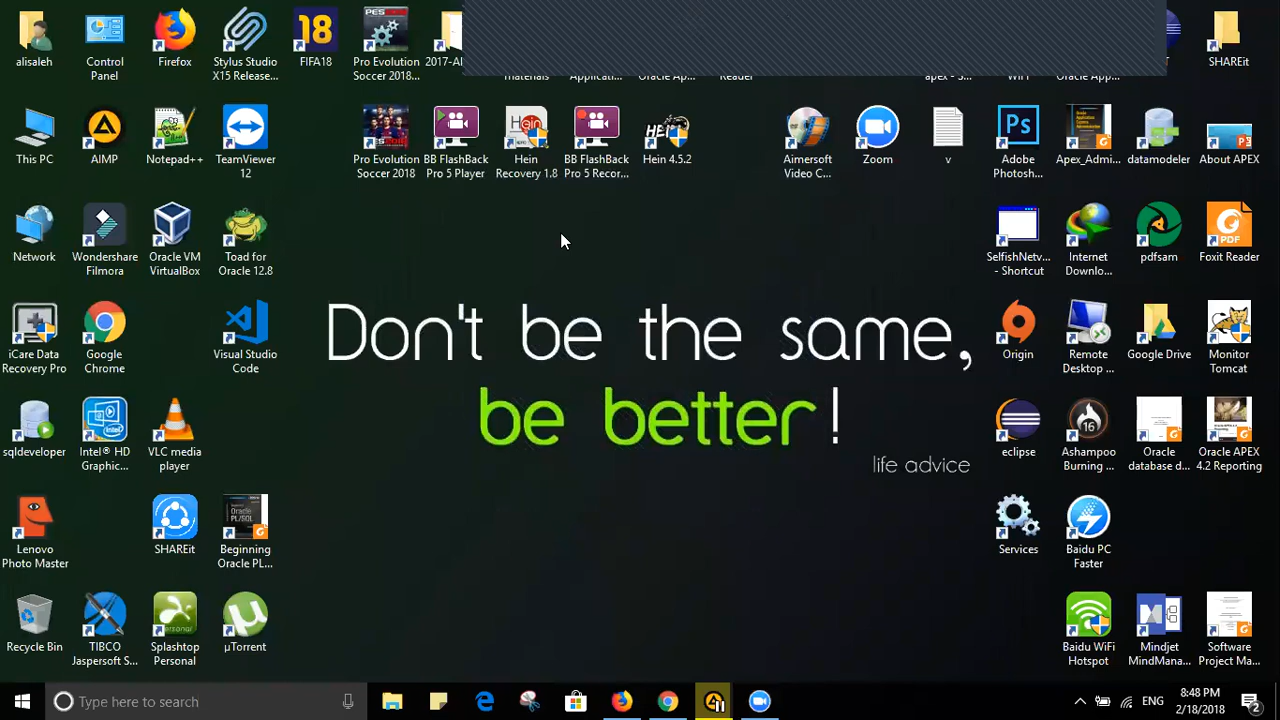 alisaleh
Control Panel
Firefox
Stylus Studio X15 Release...
FIFA18
18
Pro Evolution Soccer 2018...
PES
2017-
SHAREit
This PC
AIMP
Notepad++
TeamViewer 12
Pro Evolution Soccer 2018
BB FlashBack Pro 5 Player
Hein Recovery 1.8
BB FlashBack Pro 5 Recor...
Hein 4.5.2
Aimersoft Video C...
Zoom
v
Ps
Adobe Photosh...
Apex_Admi...
datamodeler
About APEX
Network
Wondershare Filmora
Oracle VM VirtualBox
Toad for Oracle 12.8
SelfishNetv... - Shortcut
Internet Downlo...
pdfsam
PDF
Foxit Reader
Don't be the same,
be better!
life advice
iCare Data Recovery Pro
Google Chrome
Visual Studio Code
Origin
Remote Desktop ...
Google Drive
Monitor Tomcat
sqldeveloper
Intel® HD Graphic...
VLC media player
eclipse
16
Ashampoo Burning ...
Oracle database d...
Oracle APEX 4.2 Reporting
Lenovo Photo Master
SHAREit
Beginning Oracle PL...
Services
Baidu PC Faster
Recycle Bin
TIBCO Jaspersoft S...
Splashtop Personal
µTorrent
Baidu WiFi Hotspot
Mindjet MindMana...
Software Project Ma...
Type here to search
ENG
8:48 PM
2/18/2018
2